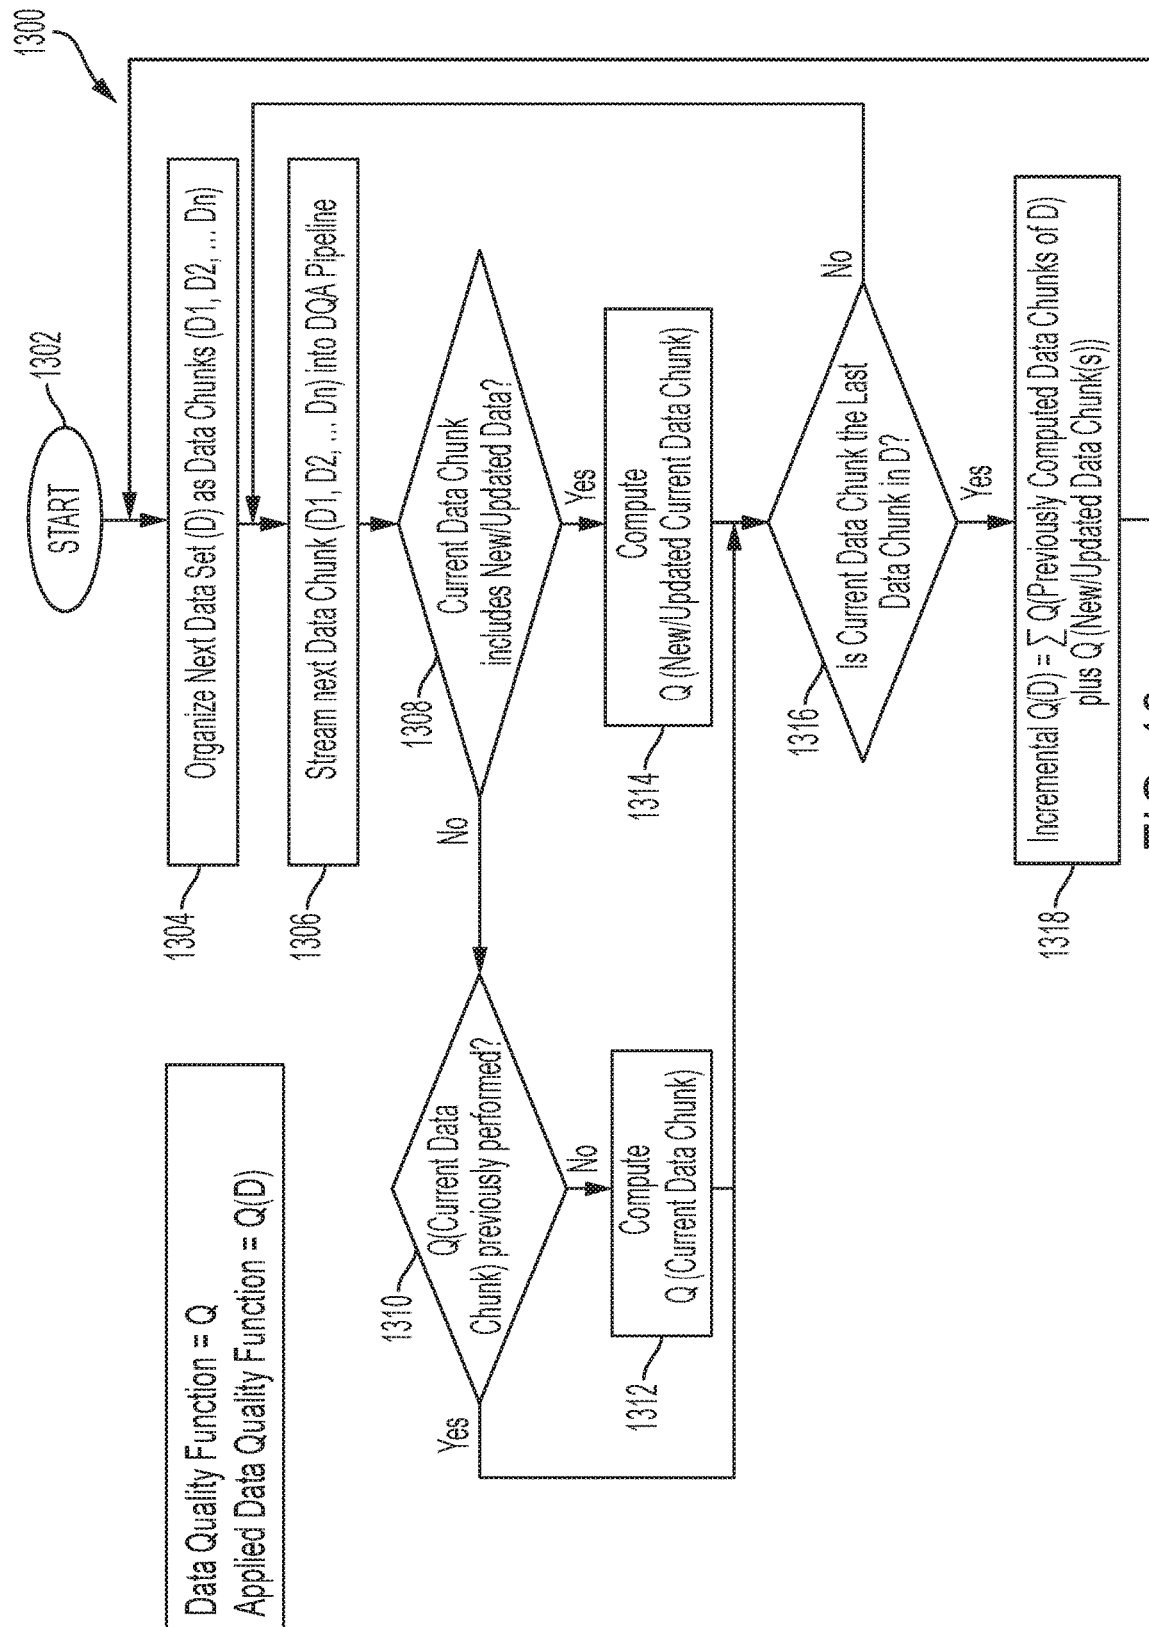 1300
START
1302
Data Quality Function = Q
Applied Data Quality Function = Q(D)
Organize Next Data Set (D) as Data Chunks (D1, D2, ... Dn)
1304
Stream next Data Chunk (D1, D2, ... Dn) into DQA Pipeline
1306
Current Data Chunk
includes New/Updated Data?
1308
No
Yes
Q(Current Data
Chunk) previously performed?
1310
Yes
No
Compute
Q (Current Data Chunk)
1312
Compute
Q (New/Updated Current Data Chunk)
1314
is Current Data Chunk the Last
Data Chunk in D?
1316
No
Yes
Incremental Q(D) = ∑ Q(Previously Computed Data Chunks of D)
plus Q (New/Updated Data Chunk(s))
1318